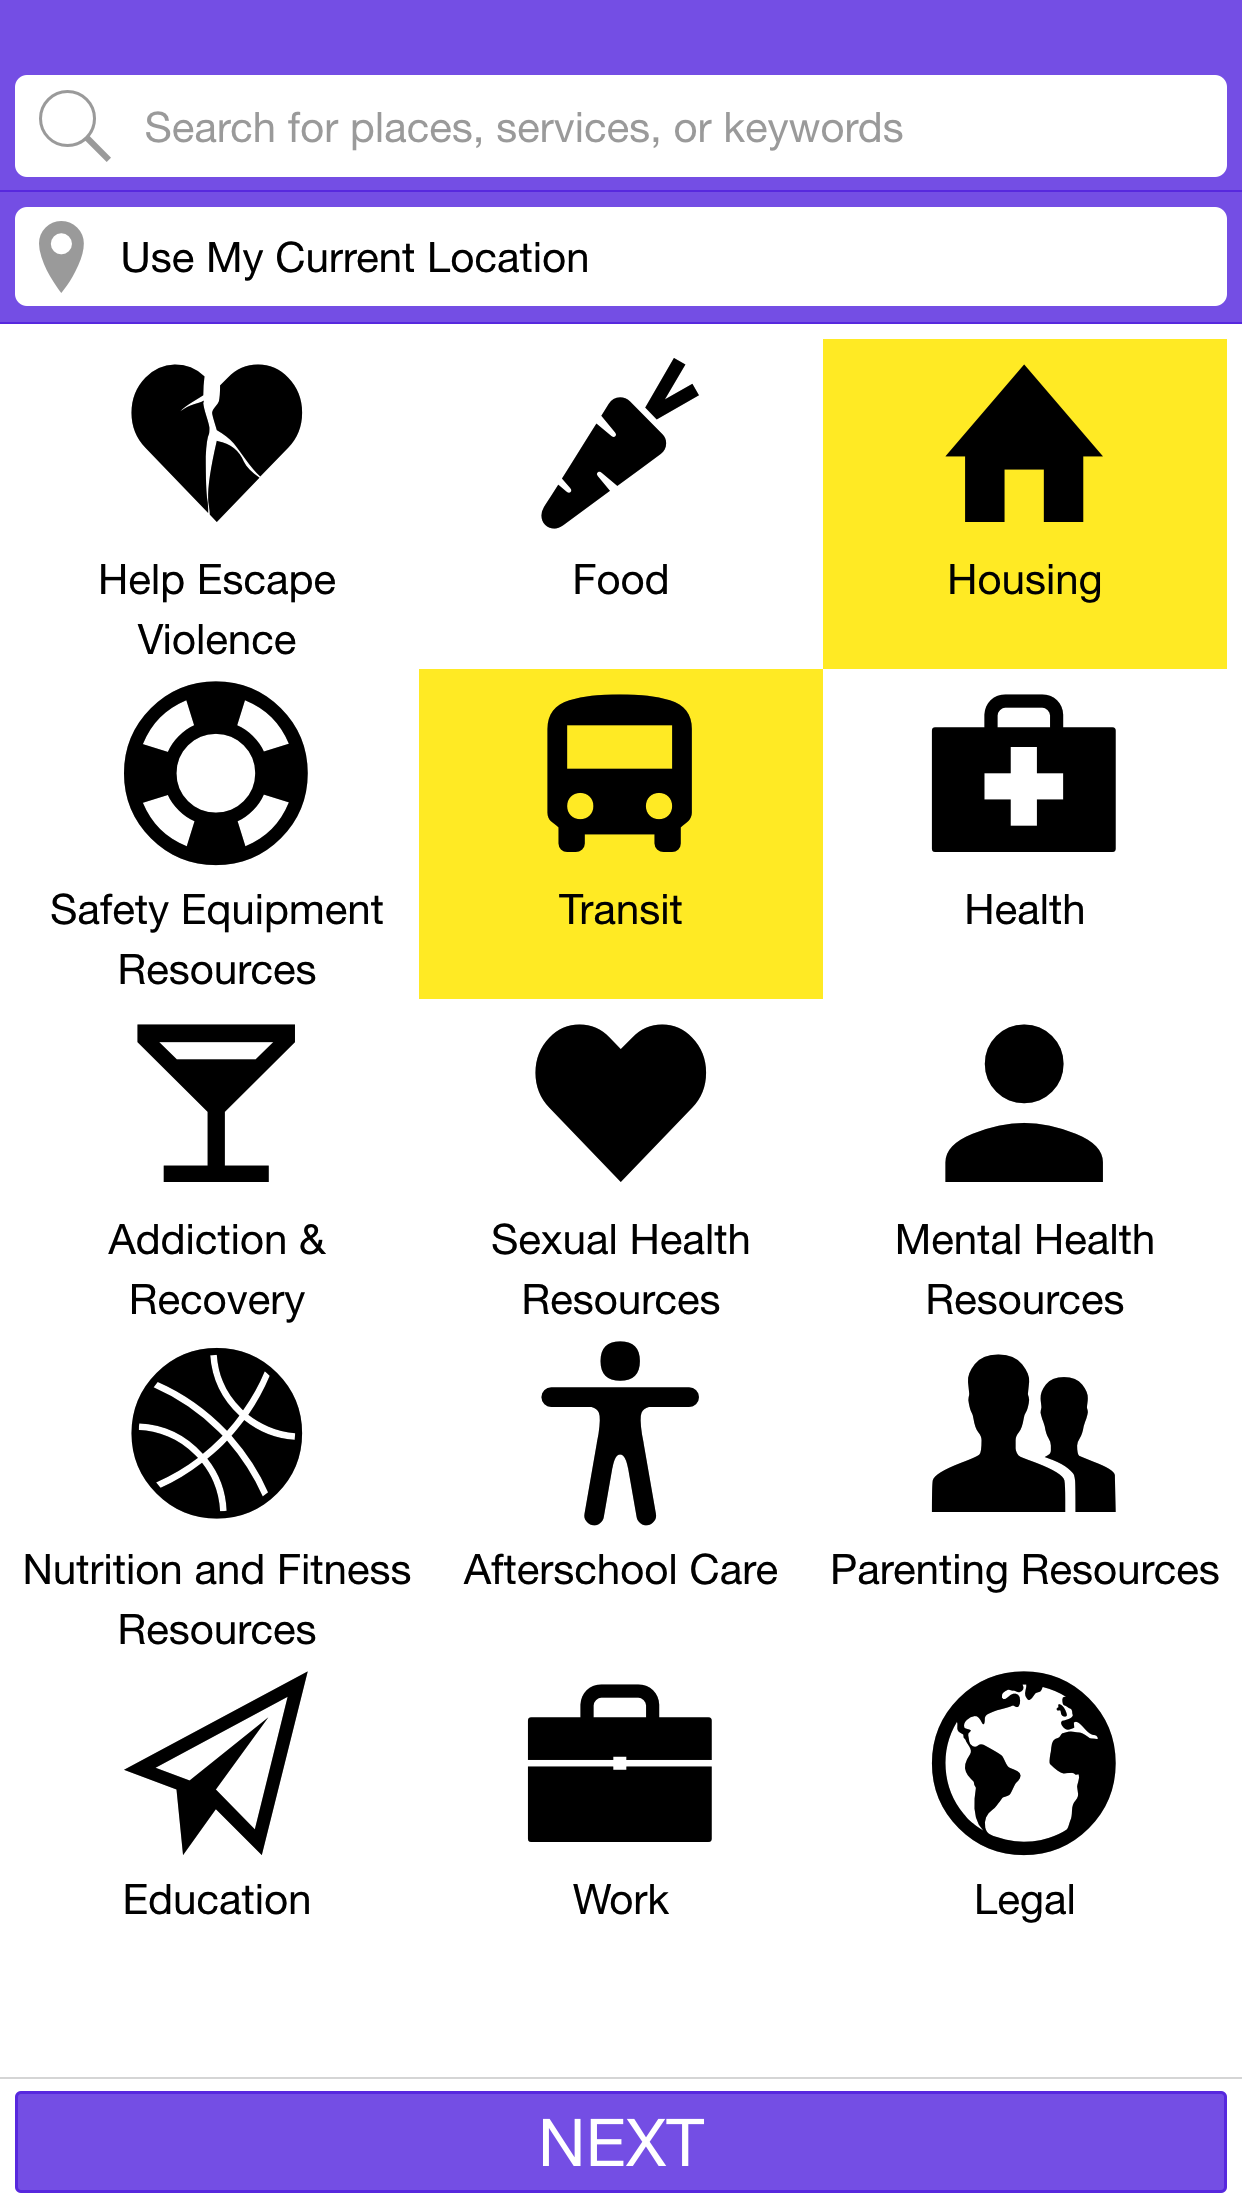 Search for places, services, or keywords
Use My Current Location
Help Escape
Violence
Food
Housing
Safety Equipment
Resources
Transit
Health
Addiction &
Recovery
Sexual Health
Resources
Mental Health
Resources
Nutrition and Fitness
Resources
Afterschool Care
Parenting Resources
Education
Work
Legal
NEXT